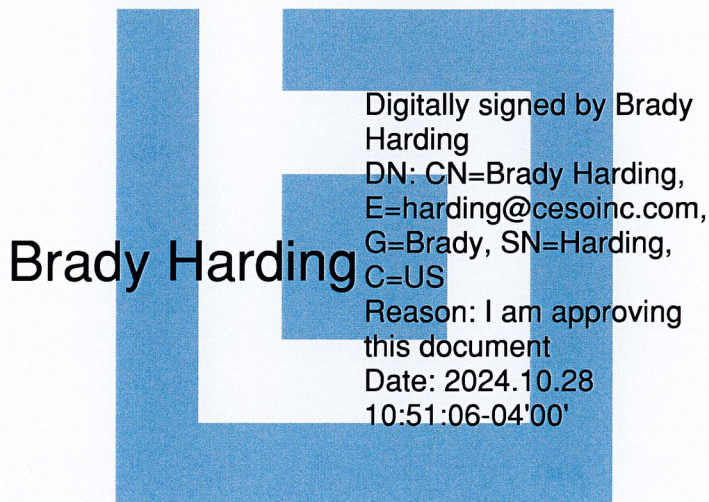 Brady Harding
Digitally signed by Brady
Harding
DN: CN=Brady Harding,
E=harding@cesoinc.com,
G=Brady, SN=Harding,
C=US
Reason: I am approving
this document
Date: 2024.10.28
10:51:06-04'00'